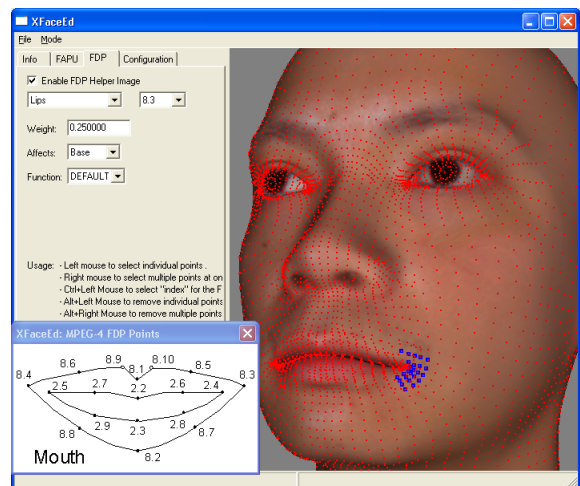 XFaceEd
File Mode
Info FAPU FDP Configuration
Enable FDP Helper Image
Lips 8.3
Weight: 0.250000
Affects: Base
Function: DEFAULT
Usage: - Left mouse to select individual points .
- Right mouse to select multiple points at on
- Ctrl+Left Mouse to select "index" for the F
- Alt+Left Mouse to remove individual points
- Alt+Right Mouse to remove multiple points
XFaceEd: MPEG-4 FDP Points
8.6 8.9 8.1 8.10 8.5
8.4 2.5 2.7 2.2 2.6 2.4 8.3
8.8 2.9 2.3 2.8 8.7
8.2
Mouth